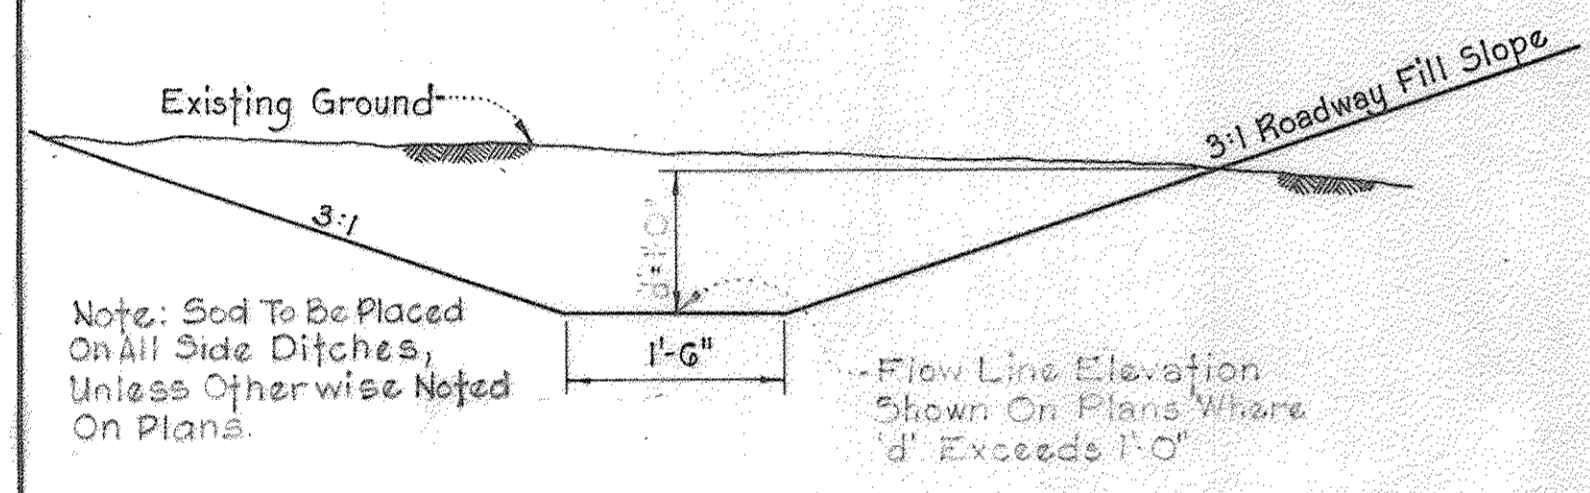 Existing Ground
3:1 Roadway Fill Slope
3:1
"d"=1'-0"
1'-6"
Note: Sod To Be Placed
On All Side Ditches,
Unless Otherwise Noted
On Plans.
Flow Line Elevation
Shown On Plans Where
'd' Exceeds 1'-0"